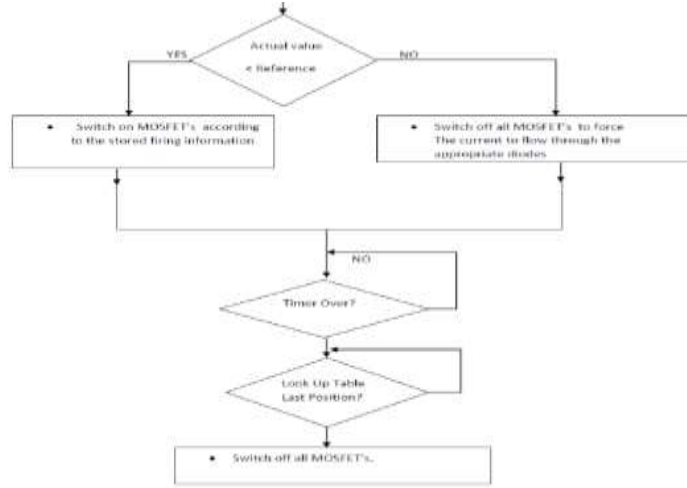 Actual value
< Reference
YES
NO
• Switch on MOSFET's according
to the stored firing information
• Switch off all MOSFET's to force
The current to flow through the
appropriate diodes
NO
Timer Over?
Look Up Table
Last Position?
• Switch off all MOSFET's.